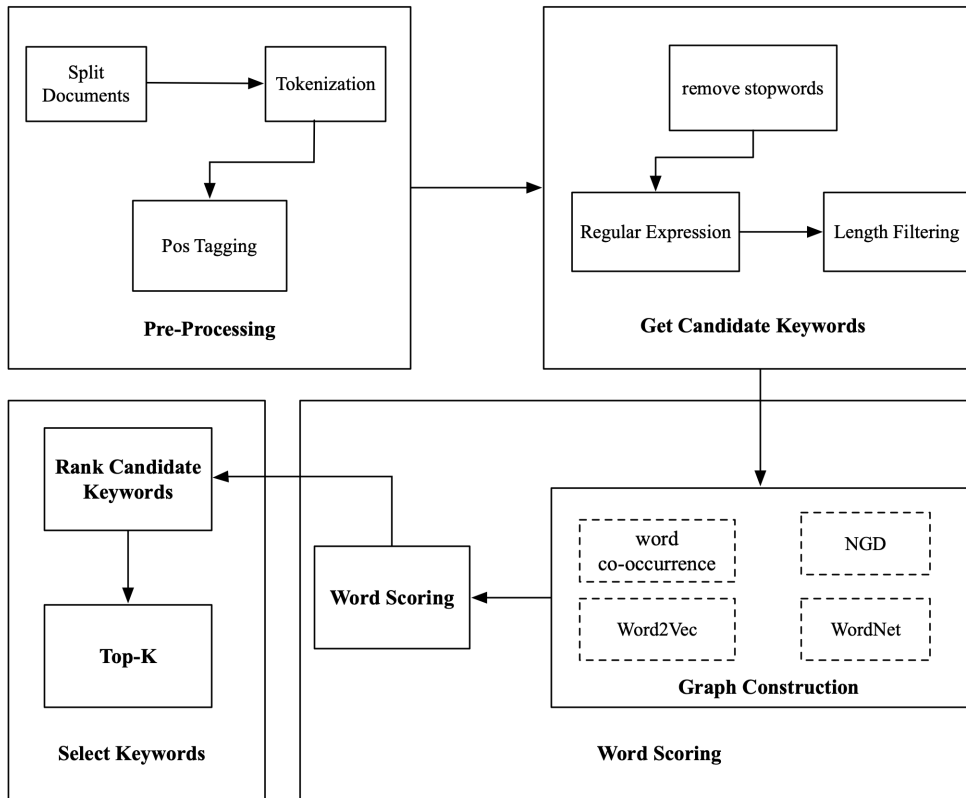 Split
Documents
Tokenization
Pos Tagging
Pre-Processing
remove stopwords
Regular Expression
Length Filtering
Get Candidate Keywords
Rank Candidate
Keywords
Top-K
Select Keywords
Word Scoring
word
co-occurrence
NGD
Word2Vec
WordNet
Graph Construction
Word Scoring